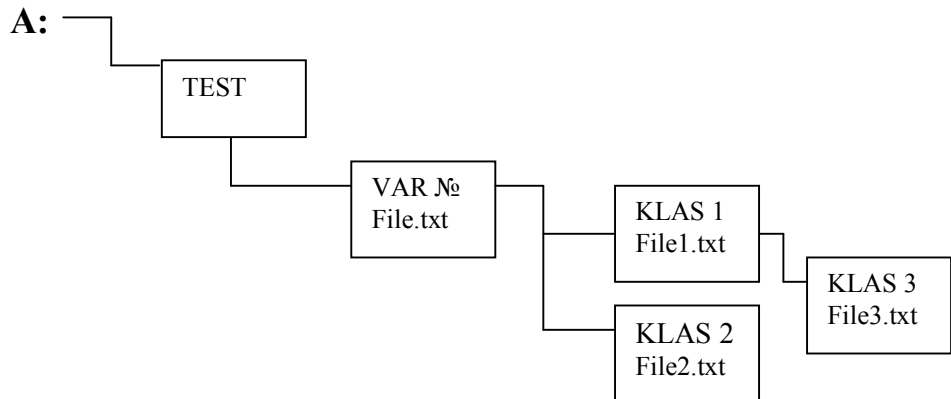 A:
TEST
VAR №
File.txt
KLAS 1
File1.txt
KLAS 3
File3.txt
KLAS 2
File2.txt